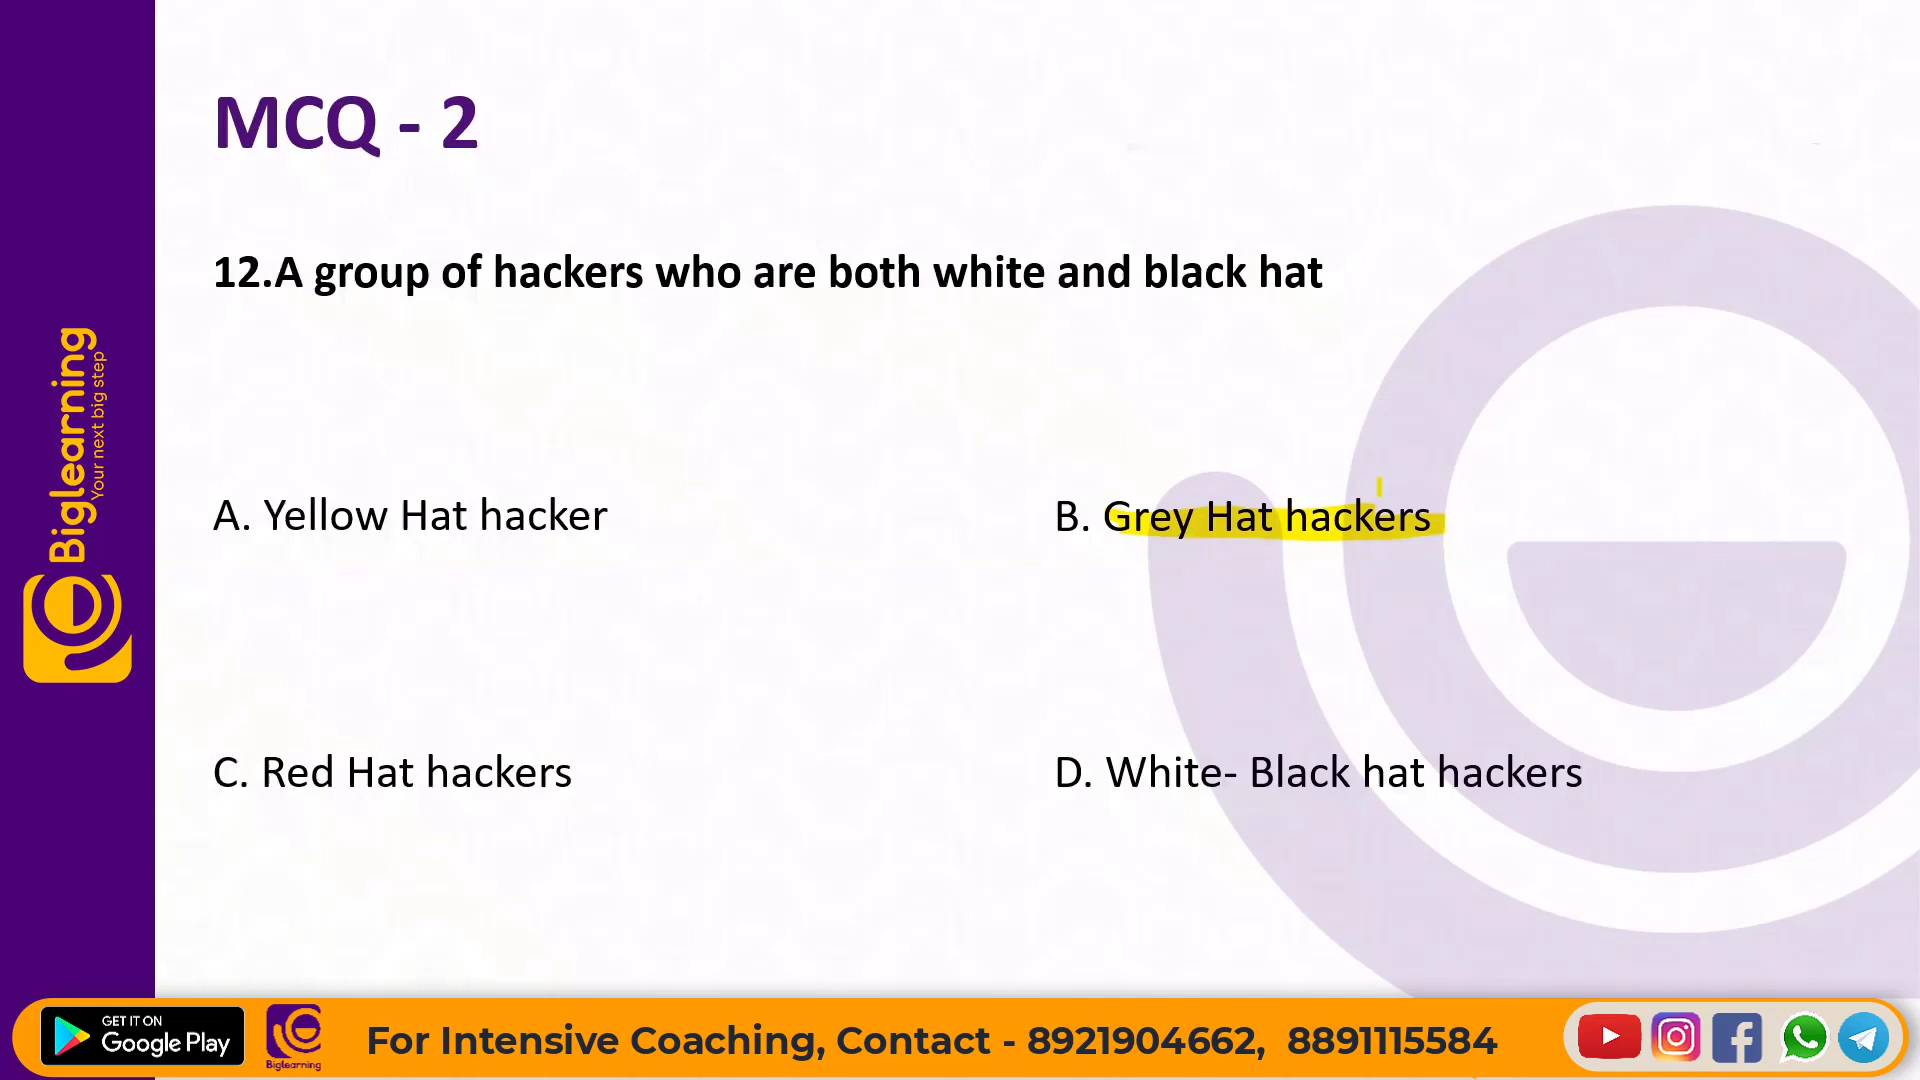 MCQ - 2
12.A group of hackers who are both white and black hat
A. Yellow Hat hacker
B. Grey Hat hackers
C. Red Hat hackers
D. White- Black hat hackers
Biglearning
Your next big step
GET IT ON
Google Play
Biglearning
For Intensive Coaching, Contact - 8921904662, 8891115584